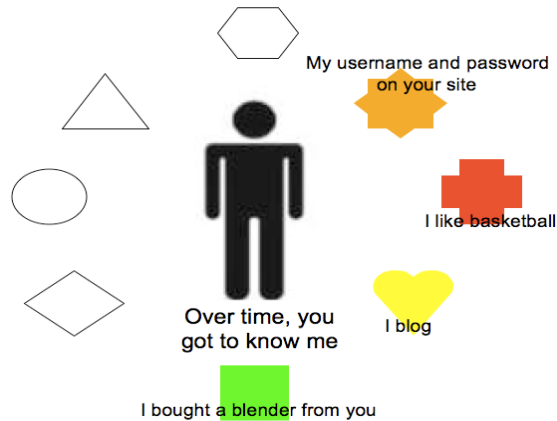 My username and password
on your site
I like basketball
I blog
Over time, you
got to know me
I bought a blender from you